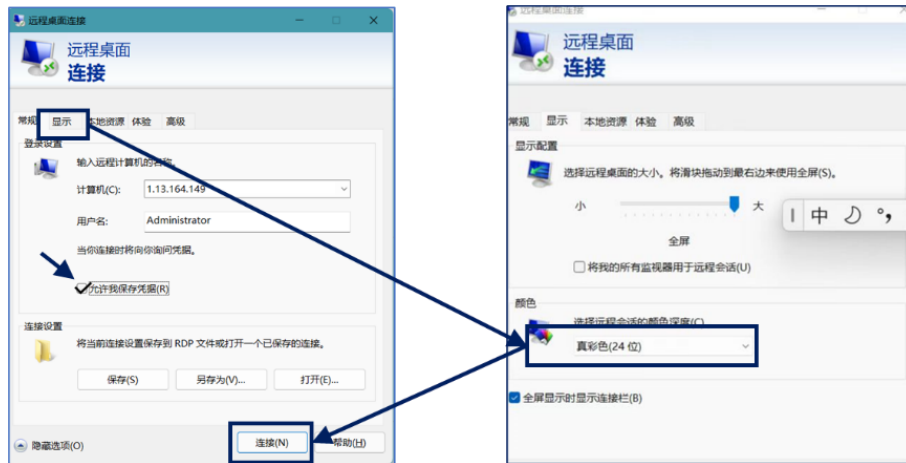 远程桌面连接
远程桌面
连接
常规 显示 本地资源 体验 高级
登录设置
输入远程计算机的名称。
计算机(C): 1.13.164.149
用户名: Administrator
当你连接时将向你询问凭据。
允许我保存凭据(R)
连接设置
将当前连接设置保存到 RDP 文件或打开一个已保存的连接。
保存(S) 另存为(V)... 打开(E)...
隐藏选项(O) 连接(N) 帮助(H)
远程桌面连接
远程桌面
连接
常规 显示 本地资源 体验 高级
显示配置
选择远程桌面的大小。将滑块拖动到最右边来使用全屏(S)。
小 大
中
全屏
将我的所有监视器用于远程会话(U)
颜色
选择远程会话的颜色深度(C)
真彩色(24 位)
全屏显示时显示连接栏(B)